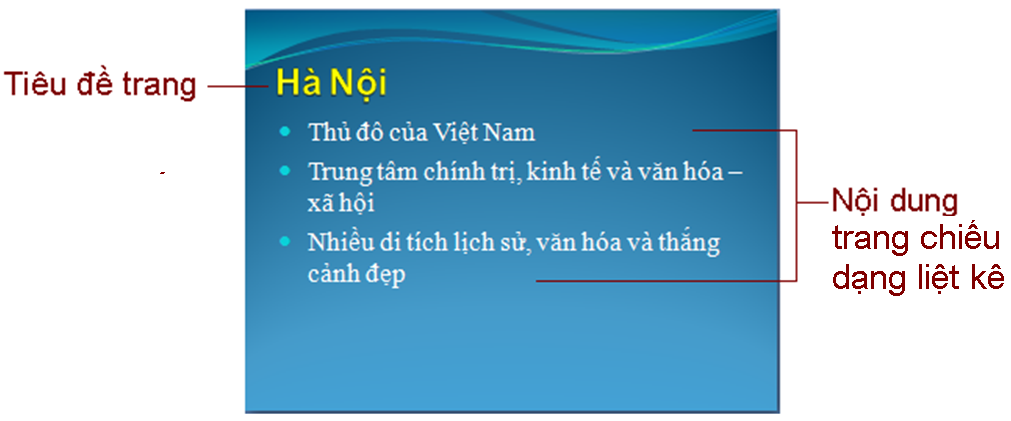 Tiêu đề trang
Hà Nội
Thủ đô của Việt Nam
Trung tâm chính trị, kinh tế và văn hóa –
xã hội
Nhiều di tích lịch sử, văn hóa và thắng
cảnh đẹp
Nội dung
trang chiếu
dạng liệt kê